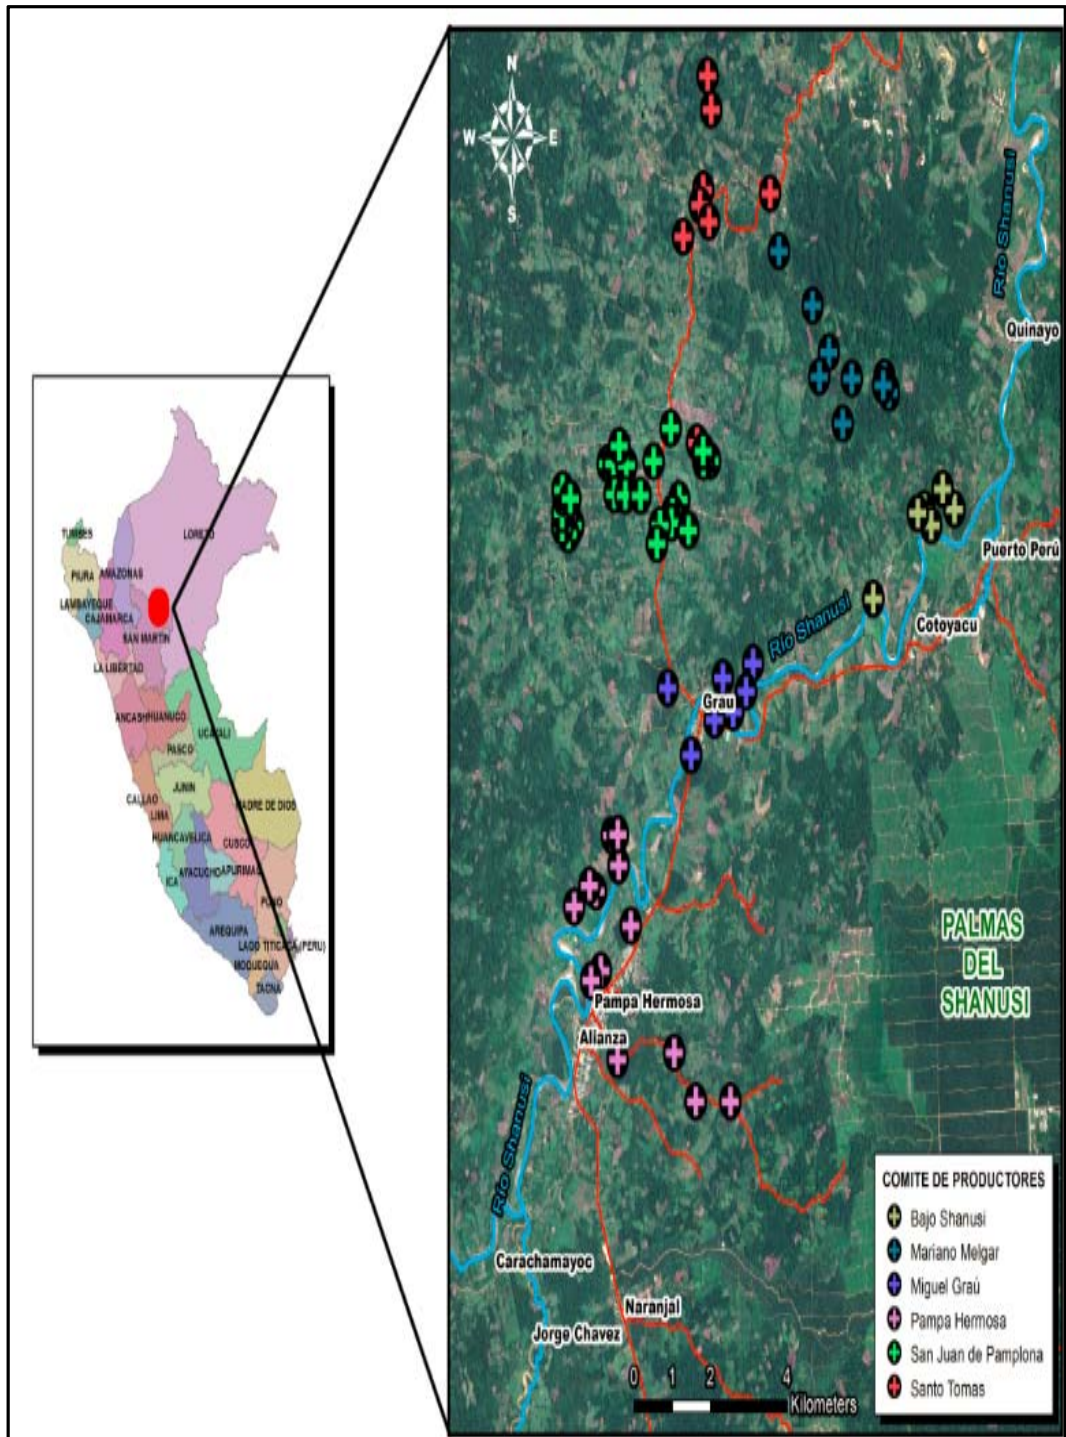 N
W
E
S
Río Shanusi
Quinayo
Puerto Perú
Río Shanusi
Cotoyacu
Grau
PALMAS
DEL
SHANUSI
Pampa Hermosa
Alianza
Río Shanusi
Carachamayoc
Naranjal
Jorge Chavez
0 1 2 4
Kilometers
COMITE DE PRODUCTORES
Bajo Shanusi
Mariano Melgar
Miguel Graú
Pampa Hermosa
San Juan de Pamplona
Santo Tomas
TUMBES
LORETO
PIURA
AMAZONAS
LAMBAYEQUE
CAJAMARCA
SAN MARTIN
LA LIBERTAD
ANCASH
HUANUCO
UCAYALI
PASCO
JUNIN
CALLAO
LIMA
MADRE DE DIOS
HUANCAVELICA
CUSCO
AYACUCHO
APURIMAC
ICA
PUNO
AREQUIPA
LAGO TITICACA (PERU)
MOQUEGUA
TACNA